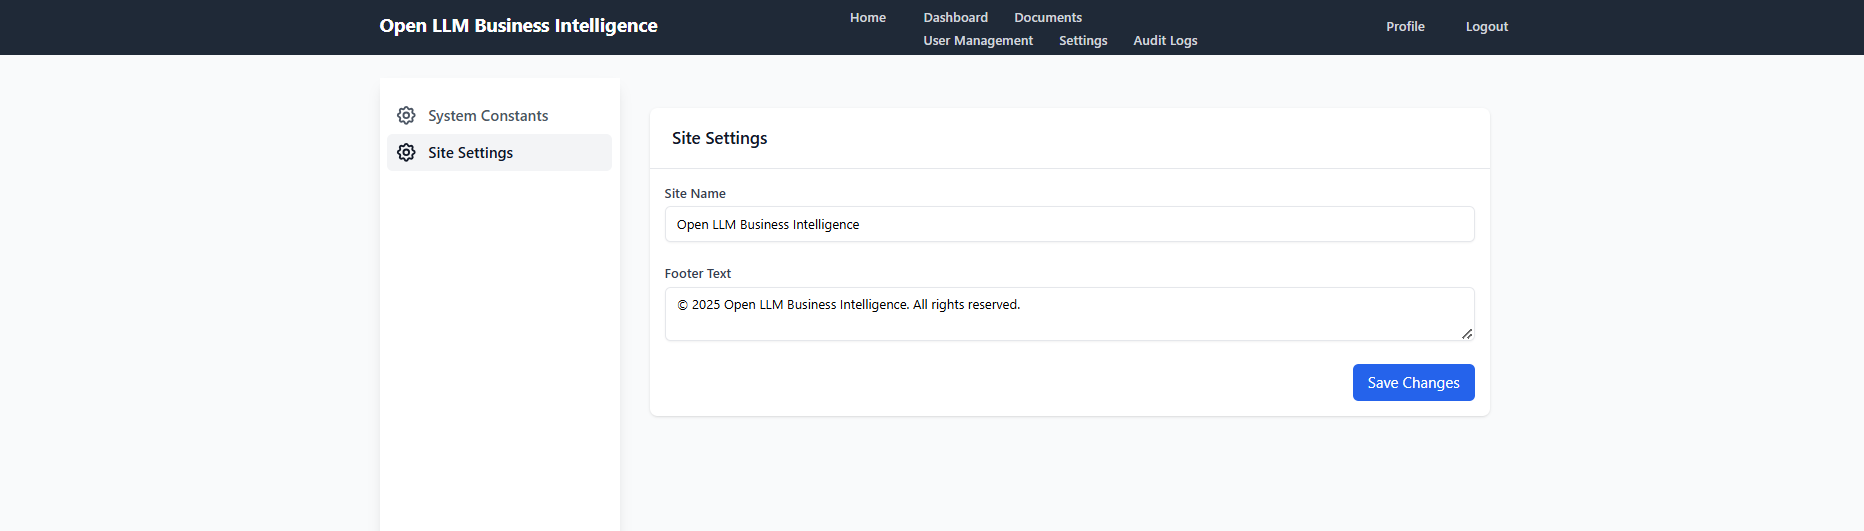 Open LLM Business Intelligence
Home Dashboard Documents
User Management Settings Audit Logs
Profile Logout
System Constants
Site Settings
Site Settings
Site Name
Open LLM Business Intelligence
Footer Text
© 2025 Open LLM Business Intelligence. All rights reserved.
Save Changes